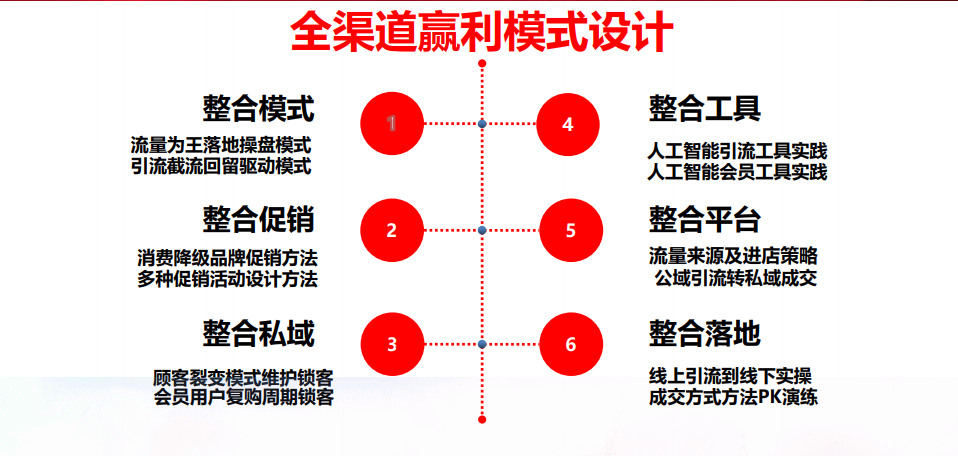 全渠道赢利模式设计
整合模式
流量为王落地操盘模式
引流截流回留驱动模式
1
整合促销
消费降级品牌促销方法
多种促销活动设计方法
2
整合私域
顾客裂变模式维护锁客
会员用户复购周期锁客
3
4
整合工具
人工智能引流工具实践
人工智能会员工具实践
5
整合平台
流量来源及进店策略
公域引流转私域成交
6
整合落地
线上引流到线下实操
成交方式方法PK演练